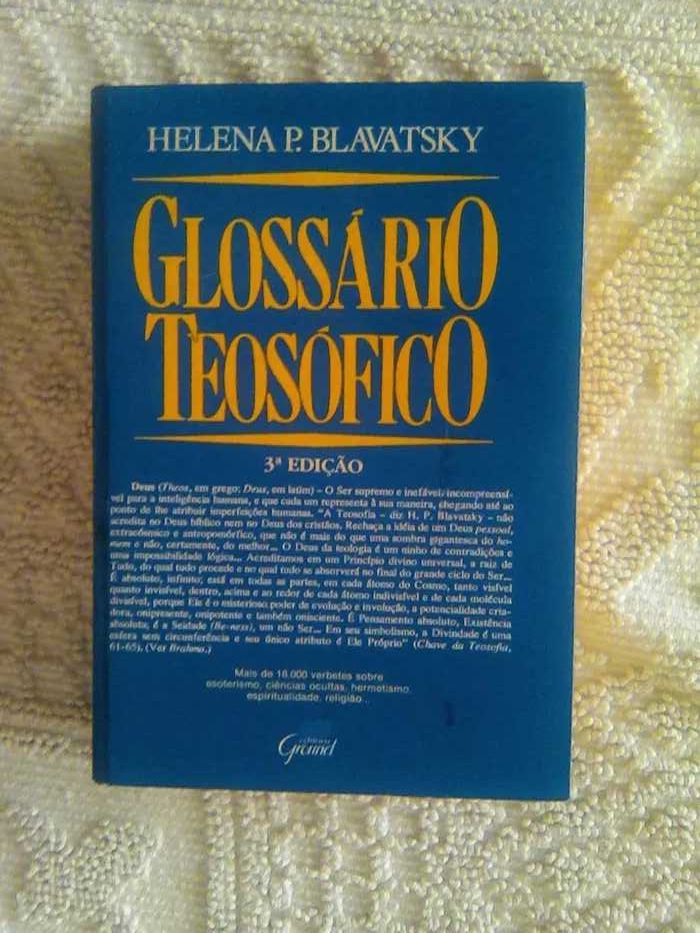 HELENA P. BLAVATSKY
GLOSSÁRIO
TEOSÓFICO
3ª EDIÇÃO
Deus (Theos, em grego; Deus, em latim) – O Ser supremo e inefável; incompreensí-
vel para a inteligência humana, e que cada um representa à sua maneira, chegando até ao
ponto de lhe atribuir imperfeições humanas. "A Teosofia – diz H. P. Blavatsky – não
acredita no Deus bíblico nem no Deus dos cristãos. Rechaça a idéia de um Deus pessoal,
extracósmico e antropomórfico, que não é mais do que uma sombra gigantesca do ho-
mem e não, certamente, do melhor... O Deus da teologia é um ninho de contradições e
uma impossibilidade lógica... Acreditamos em um Princípio divino universal, a raiz de
Tudo, do qual tudo procede e no qual tudo se absorverá no final do grande ciclo do Ser...
É absoluto, infinito; está em todas as partes, em cada átomo do Cosmo, tanto visível
quanto invisível, dentro, acima e ao redor de cada átomo indivisível e de cada molécula
divisível, porque Ele é o misterioso poder de evolução e involução, a potencialidade cria-
dora, onipresente, onipotente e também onisciente. É Pensamento absoluto, Existência
absoluta; é a Seidade (Be-ness), um não Ser... Em seu simbolismo, a Divindade é uma
esfera sem circunferência e seu único atributo é Ele Próprio" (Chave da Teosofia,
61-65). (Ver Brahma.)
Mais de 18.000 verbetes sobre
esoterismo, ciências ocultas, hermetismo,
espiritualidade, religião...
editora
Ground